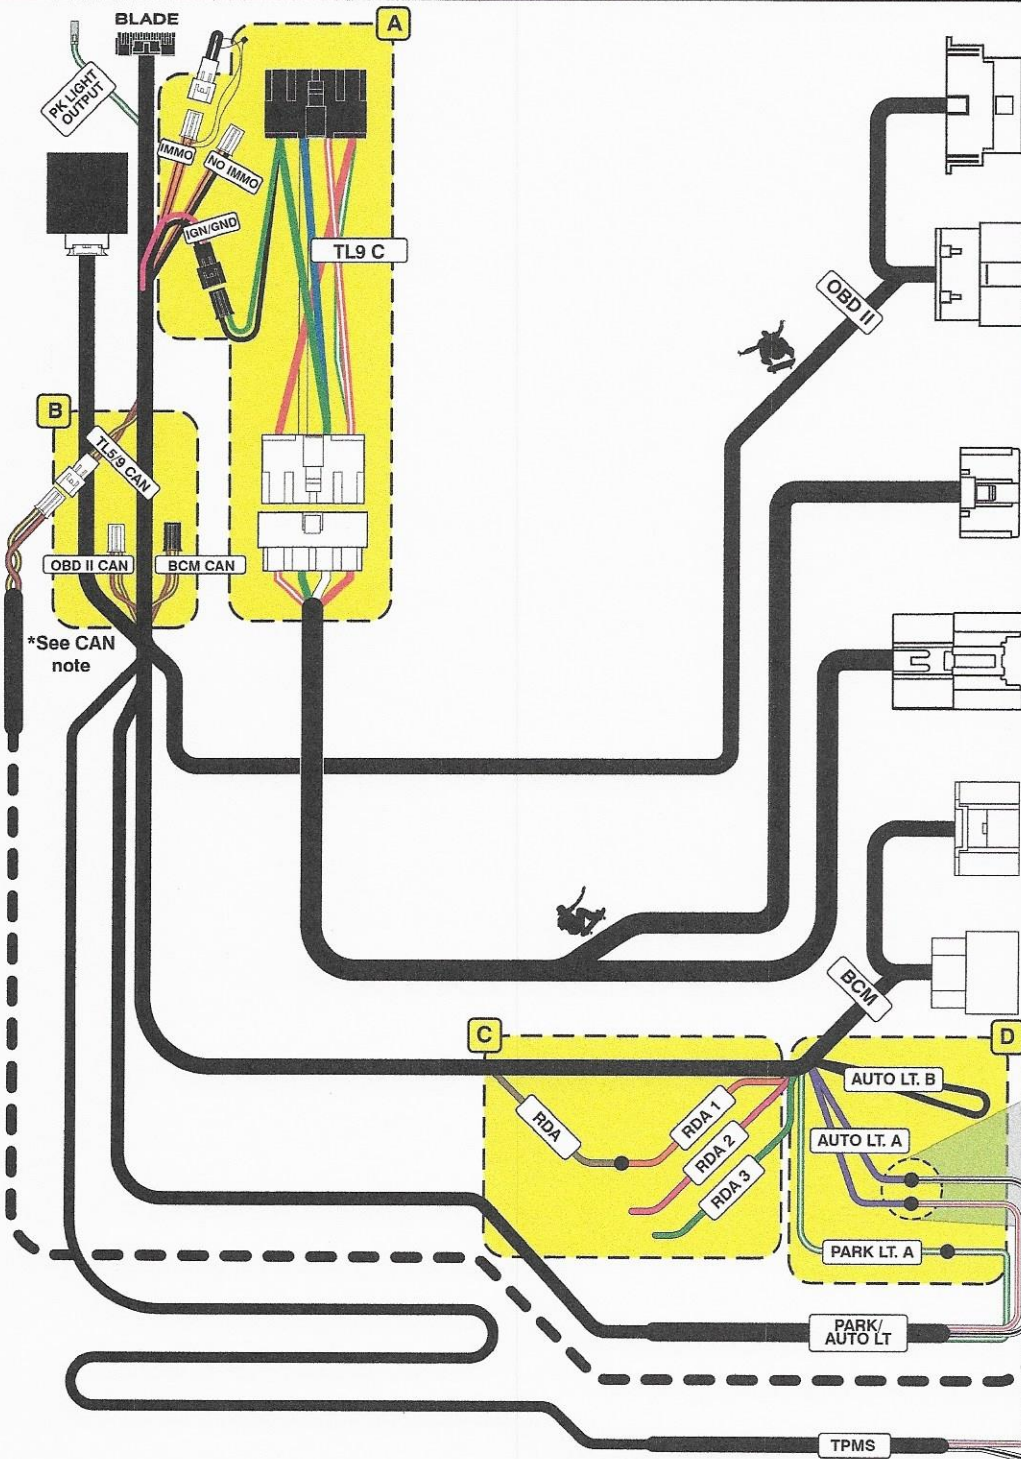 BLADE
A
PK LIGHT
OUTPUT
IMMO
NO IMMO
IGN/GND
TL9 C
OBD II
B
TL5/9 CAN
OBD II CAN
BCM CAN
*See CAN
note
BCM
C
D
RDA
RDA 1
RDA 2
RDA 3
AUTO LT. B
AUTO LT. A
PARK LT. A
PARK/
AUTO LT
TPMS